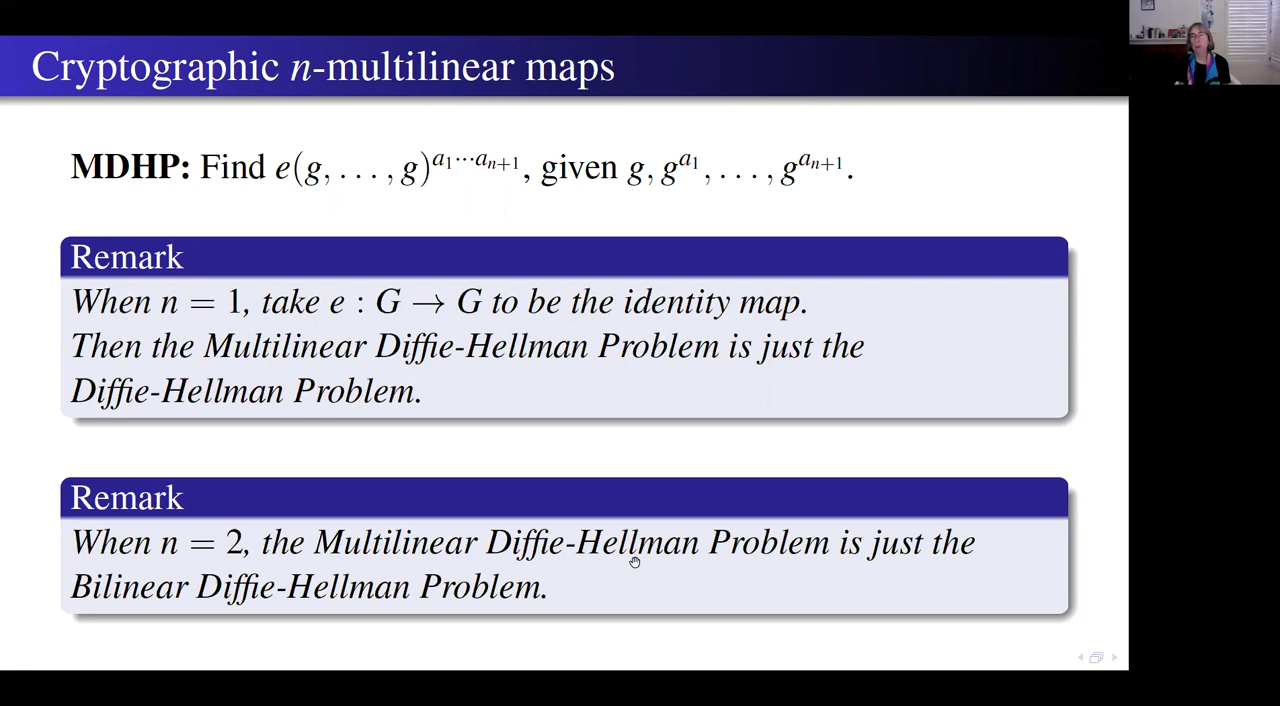 Cryptographic n-multilinear maps
MDHP: Find e(g, . . . , g)^{a_1···a_{n+1}}, given g, g^{a_1}, . . . , g^{a_{n+1}}.
Remark
When n = 1, take e : G → G to be the identity map.
Then the Multilinear Diffie-Hellman Problem is just the
Diffie-Hellman Problem.
Remark
When n = 2, the Multilinear Diffie-Hellman Problem is just the
Bilinear Diffie-Hellman Problem.